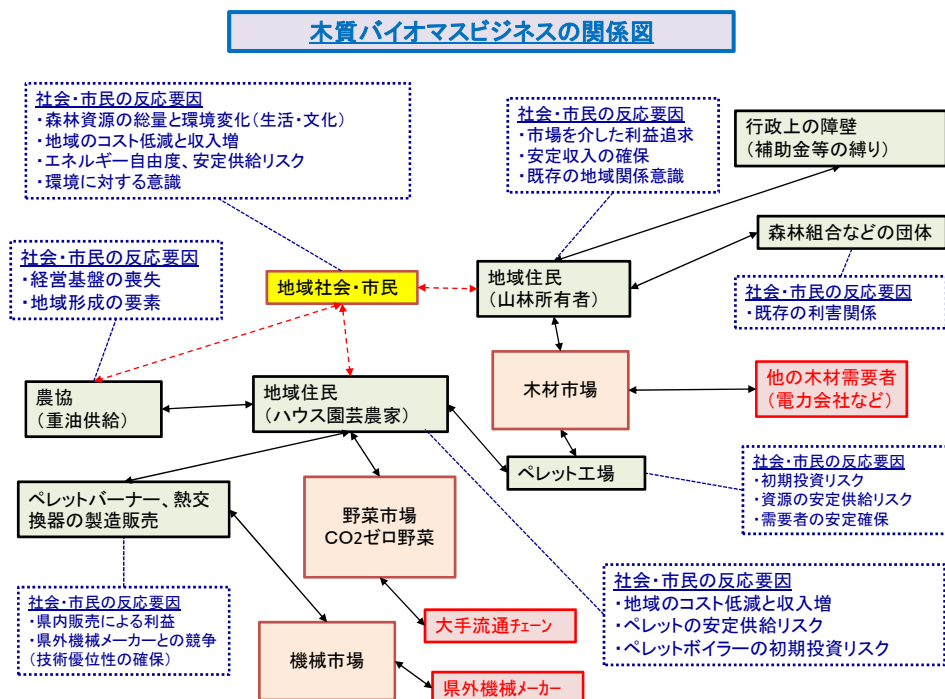 木質バイオマスビジネスの関係図
社会・市民の反応要因
・森林資源の総量と環境変化(生活・文化)
・地域のコスト低減と収入増
・エネルギー自由度、安定供給リスク
・環境に対する意識
社会・市民の反応要因
・市場を介した利益追求
・安定収入の確保
・既存の地域関係意識
行政上の障壁
(補助金等の縛り)
森林組合などの団体
社会・市民の反応要因
・経営基盤の喪失
・地域形成の要素
地域社会・市民
地域住民
(山林所有者)
社会・市民の反応要因
・既存の利害関係
農協
(重油供給)
地域住民
(ハウス園芸農家)
木材市場
他の木材需要者
(電力会社など)
ペレット工場
社会・市民の反応要因
・初期投資リスク
・資源の安定供給リスク
・需要者の安定確保
ペレットバーナー、熱交
換器の製造販売
野菜市場
CO2ゼロ野菜
社会・市民の反応要因
・県内販売による利益
・県外機械メーカーとの競争
(技術優位性の確保)
機械市場
大手流通チェーン
県外機械メーカー
社会・市民の反応要因
・地域のコスト低減と収入増
・ペレットの安定供給リスク
・ペレットボイラーの初期投資リスク